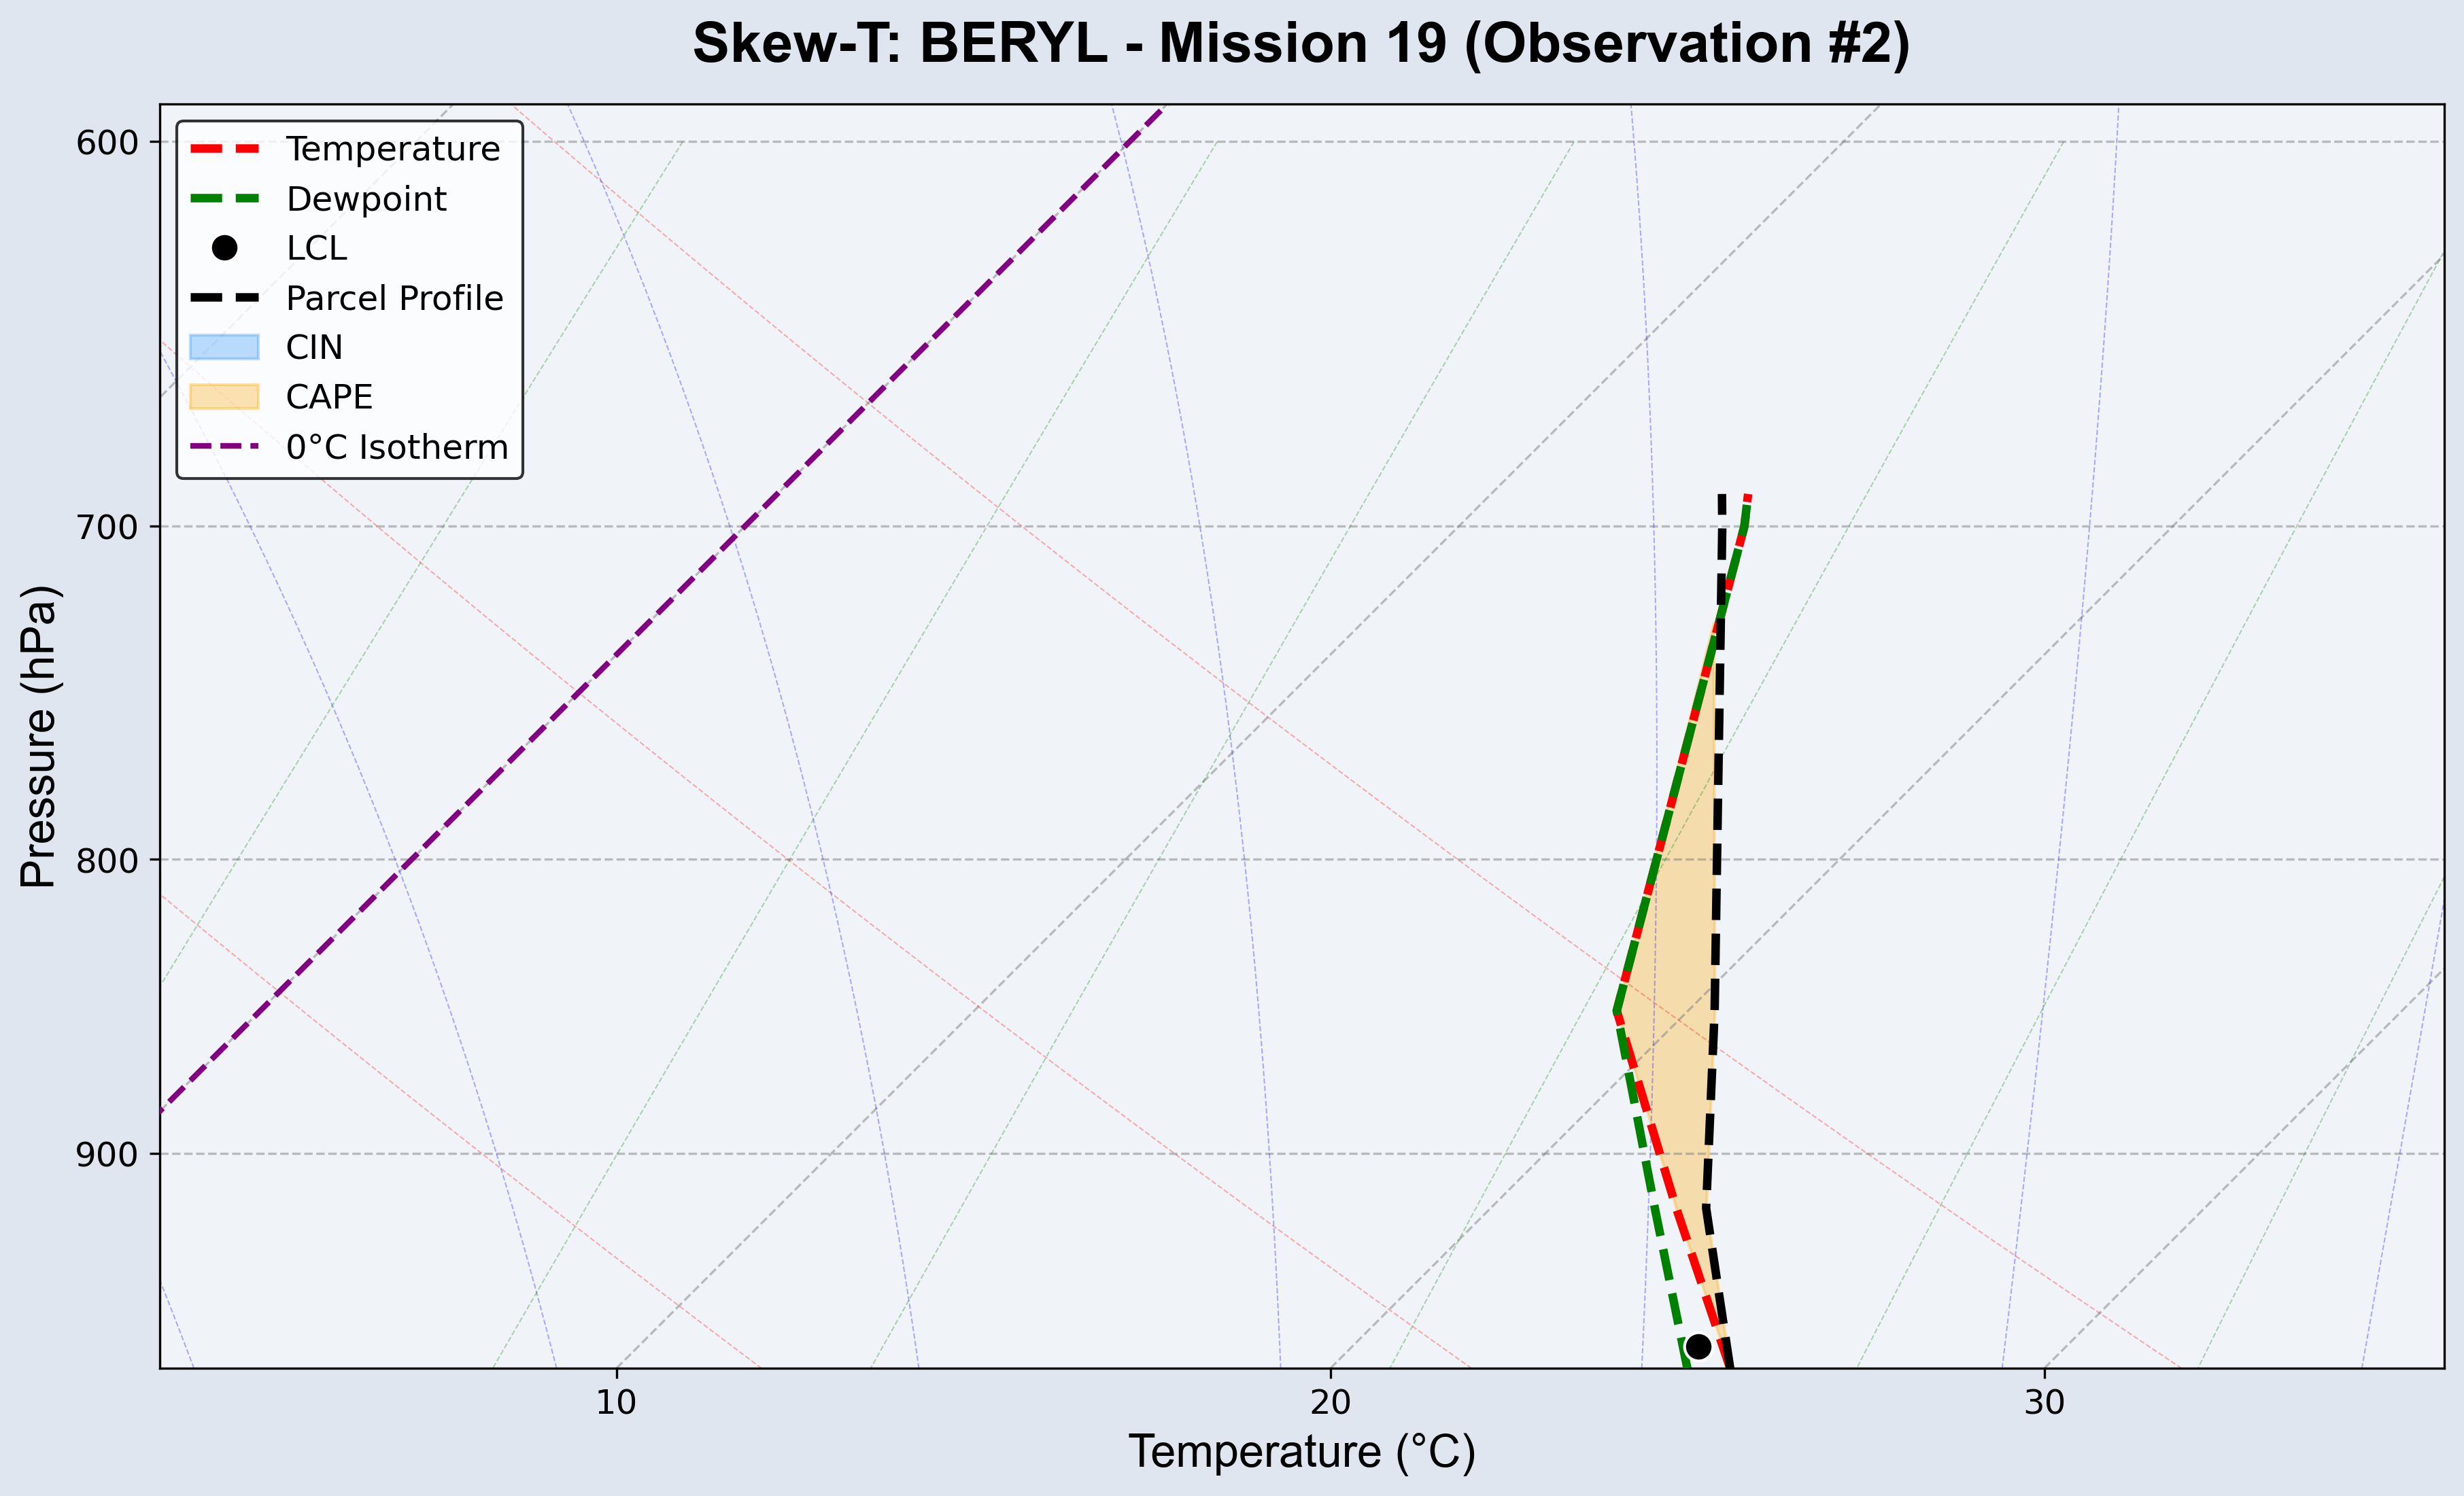 Skew-T: BERYL - Mission 19 (Observation #2)
Temperature
Dewpoint
LCL
Parcel Profile
CIN
CAPE
0°C Isotherm
600
700
800
900
Pressure (hPa)
10
20
30
Temperature (°C)